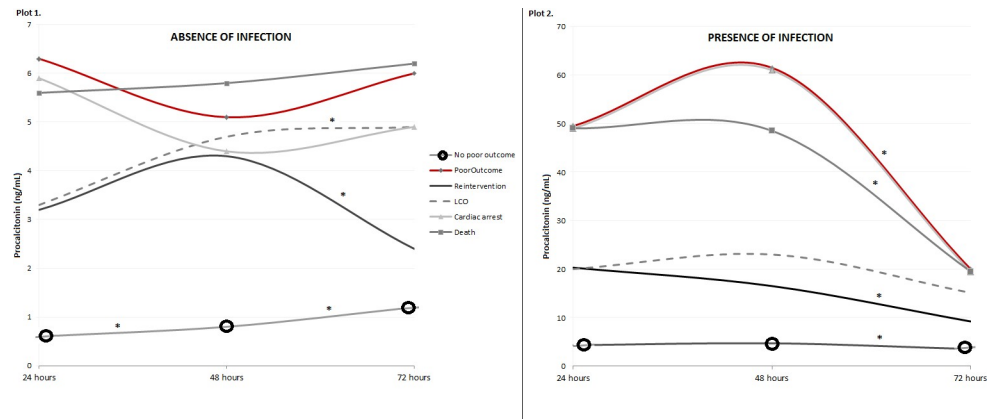 Plot 1.
ABSENCE OF INFECTION
7
6
5
4
3
2
1
0
Procalcitonin (ng/mL)
24 hours
48 hours
72 hours
*
*
*
*
No poor outcome
PoorOutcome
Reintervention
LCO
Cardiac arrest
Death
Plot 2.
PRESENCE OF INFECTION
70
60
50
40
30
20
10
0
Procalcitonin (ng/mL)
24 hours
48 hours
72 hours
*
*
*
*